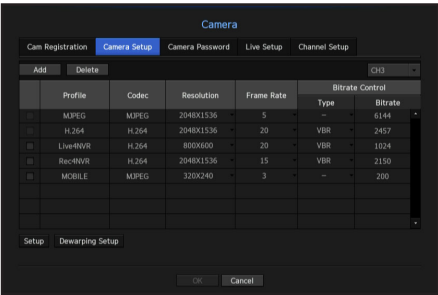 Camera
Cam Registration Camera Setup Camera Password Live Setup Channel Setup
Add Delete CH3
Profile Codec Resolution Frame Rate Bitrate Control
Type Bitrate
MJPEG MJPEG 2048X1536 5 - 6144
H.264 H.264 2048X1536 20 VBR 2457
Live4NVR H.264 800X600 20 VBR 1024
Rec4NVR H.264 2048X1536 15 VBR 2150
MOBILE MJPEG 320X240 3 - 200
Setup Dewarping Setup
OK Cancel